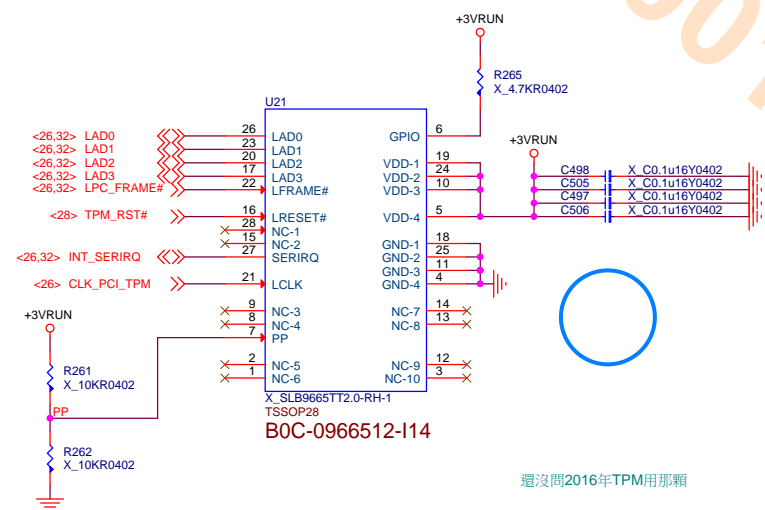 +3VRUN
R265
X_4.7KR0402
U21
<26,32> LAD0 26 LAD0 GPIO 6
<26,32> LAD1 23 LAD1
+3VRUN
<26,32> LAD2 20 LAD2 VDD-1 19 C498 X_C0.1u16Y0402
<26,32> LAD3 17 LAD3 VDD-2 24 C505 X_C0.1u16Y0402
<26,32> LPC_FRAME# 22 LFRAME# VDD-3 10 C497 X_C0.1u16Y0402
<28> TPM_RST# 16 LRESET# VDD-4 5 C506 X_C0.1u16Y0402
28 NC-1
15 NC-2 GND-1 18
<26,32> INT_SERIRQ 27 SERIRQ GND-2 25
GND-3 11
<26> CLK_PCI_TPM 21 LCLK GND-4 4
9 NC-3 NC-7 14
8 NC-4 NC-8 13
+3VRUN
7 PP
2 NC-5 NC-9 12
1 NC-6 NC-10 3
R261
X_10KR0402
X_SLB9665TT2.0-RH-1
TSSOP28
PP
B0C-0966512-I14
R262
X_10KR0402
還沒問2016年TPM用那顆